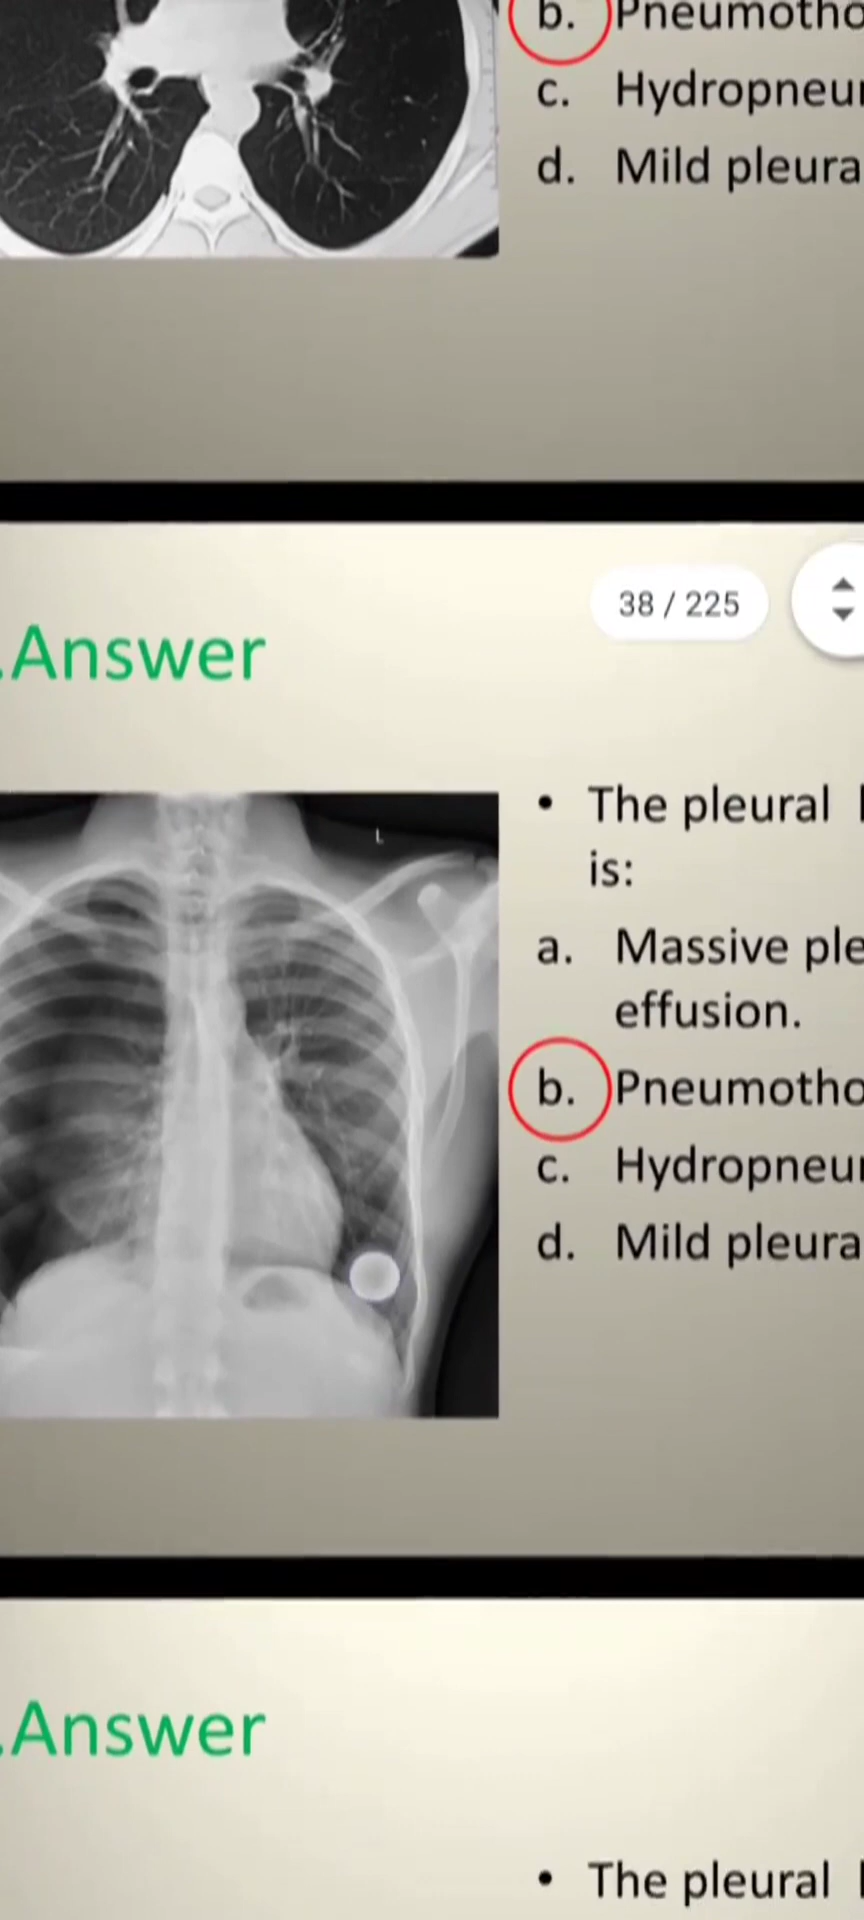 b. Pneumotho
c. Hydropneu
d. Mild pleura
38 / 225
.Answer
L
• The pleural
is:
a. Massive ple
effusion.
b. Pneumotho
c. Hydropneu
d. Mild pleura
.Answer
• The pleural